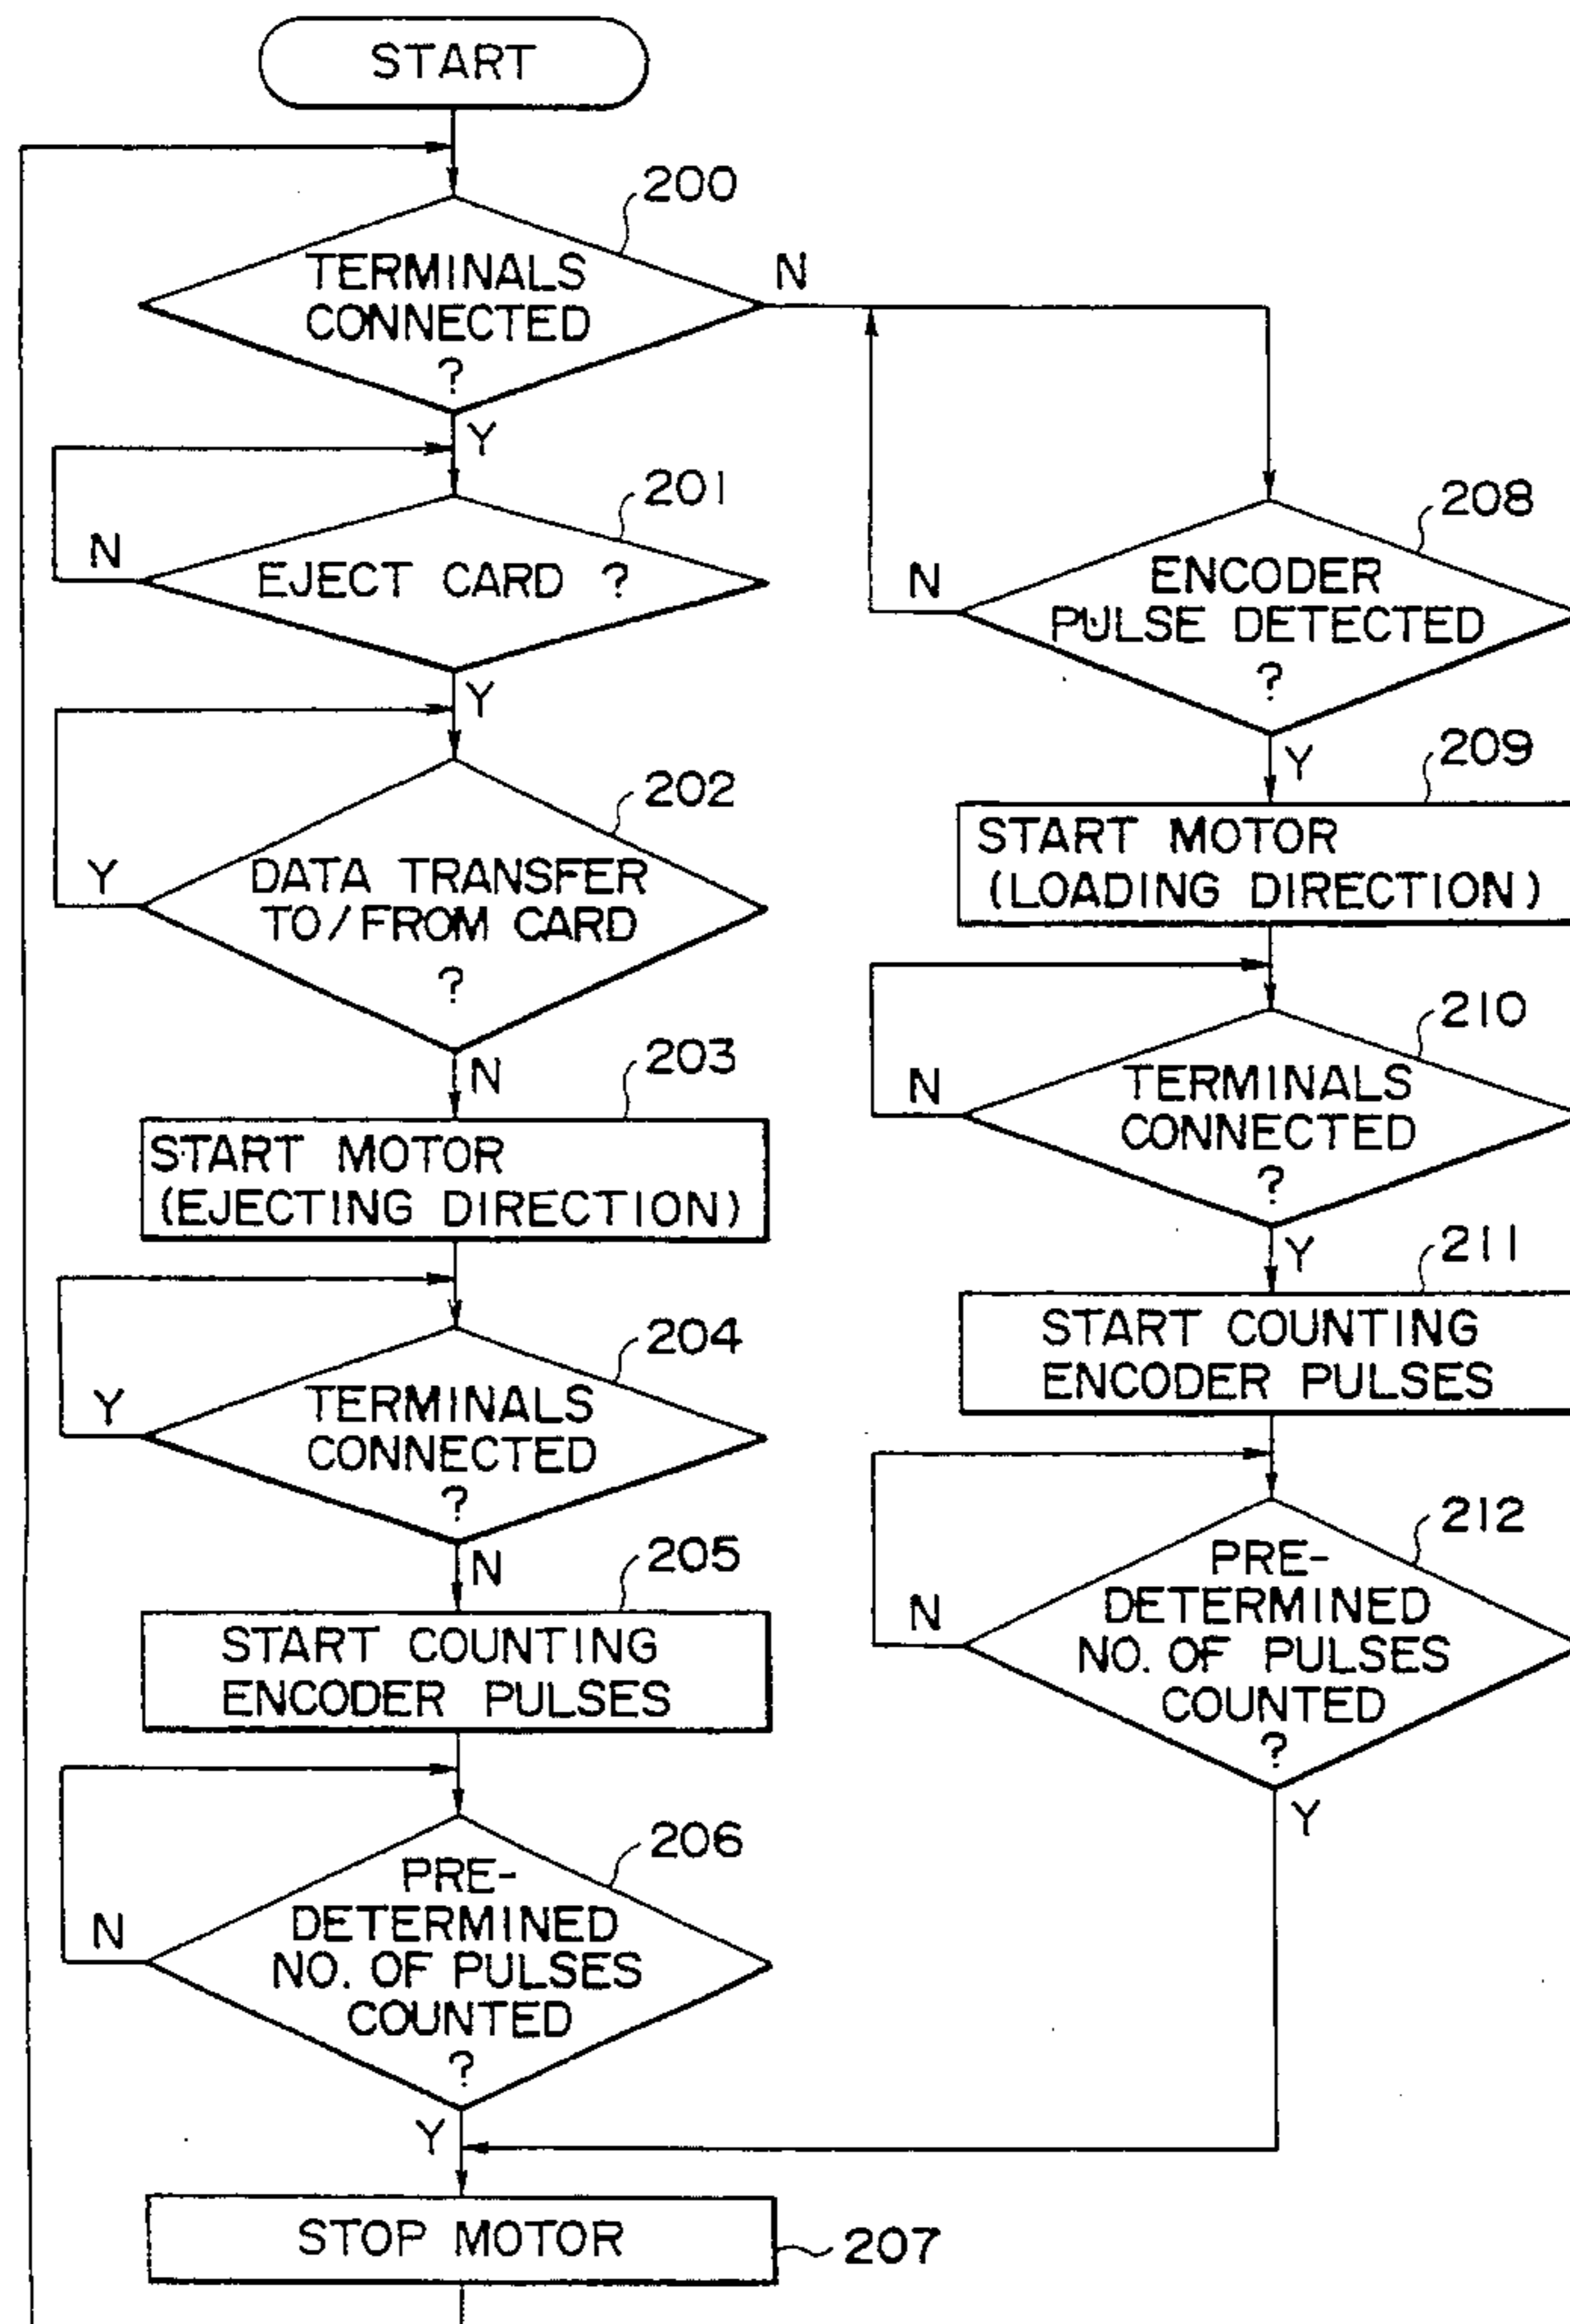 START
200
TERMINALS
CONNECTED
?
N
Y
201
EJECT CARD ?
N
Y
202
DATA TRANSFER
TO/FROM CARD
?
Y
N
203
START MOTOR
(EJECTING DIRECTION)
204
TERMINALS
CONNECTED
?
Y
N
205
START COUNTING
ENCODER PULSES
206
PRE-
DETERMINED
NO. OF PULSES
COUNTED
?
N
Y
STOP MOTOR
207
208
ENCODER
PULSE DETECTED
?
N
Y
209
START MOTOR
(LOADING DIRECTION)
210
TERMINALS
CONNECTED
?
N
Y
211
START COUNTING
ENCODER PULSES
212
PRE-
DETERMINED
NO. OF PULSES
COUNTED
?
N
Y